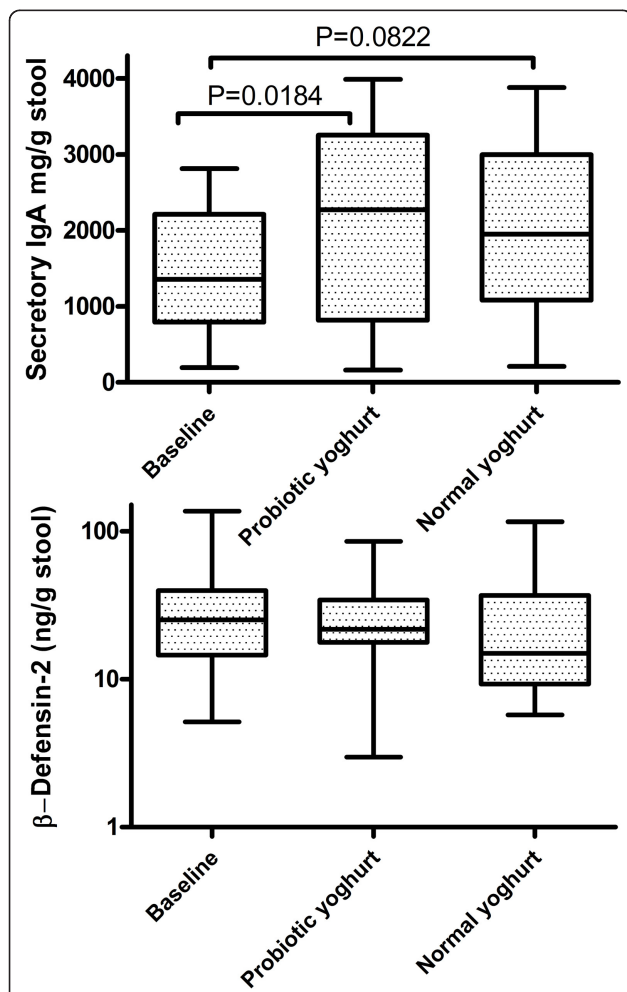 P=0.0822
P=0.0184
Secretory IgA mg/g stool
4000
3000
2000
1000
0
Baseline
Probiotic yoghurt
Normal yoghurt
β–Defensin-2 (ng/g stool)
100
10
1
Baseline
Probiotic yoghurt
Normal yoghurt